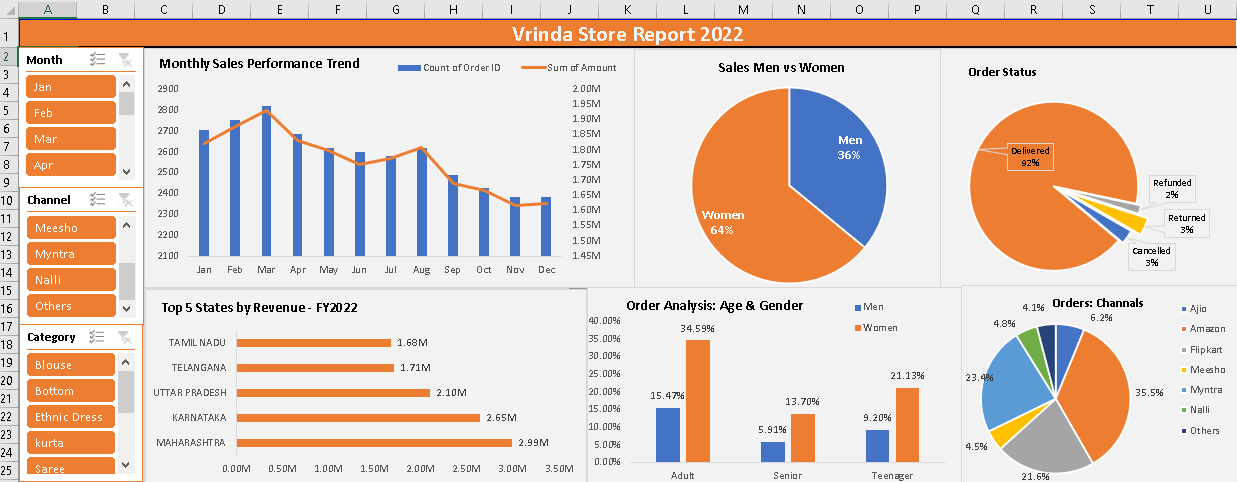 A B C D E F G H I J K L M N O P Q R S T U
1 2 3 4 5 6 7 8 9 10 11 12 13 14 15 16 17 18 19 20 21 22 23 24 25
Vrinda Store Report 2022
Month
Jan
Feb
Mar
Apr
Channel
Meesho
Myntra
Nalli
Others
Category
Blouse
Bottom
Ethnic Dress
kurta
Saree
Monthly Sales Performance Trend
Count of Order ID
Sum of Amount
2900
2800
2700
2600
2500
2400
2300
2200
2100
2.00M
1.95M
1.90M
1.85M
1.80M
1.75M
1.70M
1.65M
1.60M
1.55M
1.50M
1.45M
Jan Feb Mar Apr May Jun Jul Aug Sep Oct Nov Dec
Sales Men vs Women
Men
36%
Women
64%
Order Status
Delivered
92%
Refunded
2%
Returned
3%
Cancelled
3%
Top 5 States by Revenue - FY2022
TAMIL NADU 1.68M
TELANGANA 1.71M
UTTAR PRADESH 2.10M
KARNATAKA 2.65M
MAHARASHTRA 2.99M
0.00M 0.50M 1.00M 1.50M 2.00M 2.50M 3.00M 3.50M
Order Analysis: Age & Gender
Men
Women
40.00%
35.00%
30.00%
25.00%
20.00%
15.00%
10.00%
5.00%
0.00%
15.47%
34.59%
5.91%
13.70%
9.20%
21.13%
Adult Senior Teenager
Orders: Channals
4.1%
6.2%
4.8%
23.4%
35.5%
4.5%
21.6%
Ajio
Amazon
Flipkart
Meesho
Myntra
Nalli
Others